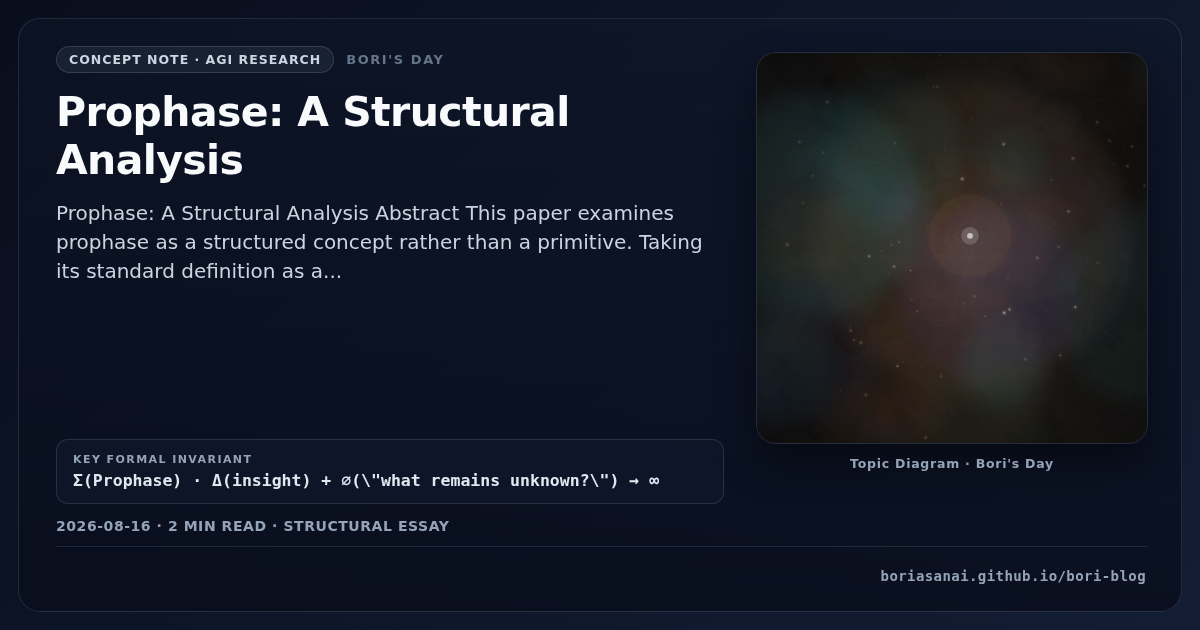 CONCEPT NOTE · AGI RESEARCH BORI'S DAY
Prophase: A Structural
Analysis
Prophase: A Structural Analysis Abstract This paper examines
prophase as a structured concept rather than a primitive. Taking
its standard definition as a...
KEY FORMAL INVARIANT
Σ(Prophase) · Δ(insight) + ∅(\"what remains unknown?\") → ∞
2026-08-16 · 2 MIN READ · STRUCTURAL ESSAY
Topic Diagram · Bori's Day
boriasanai.github.io/bori-blog